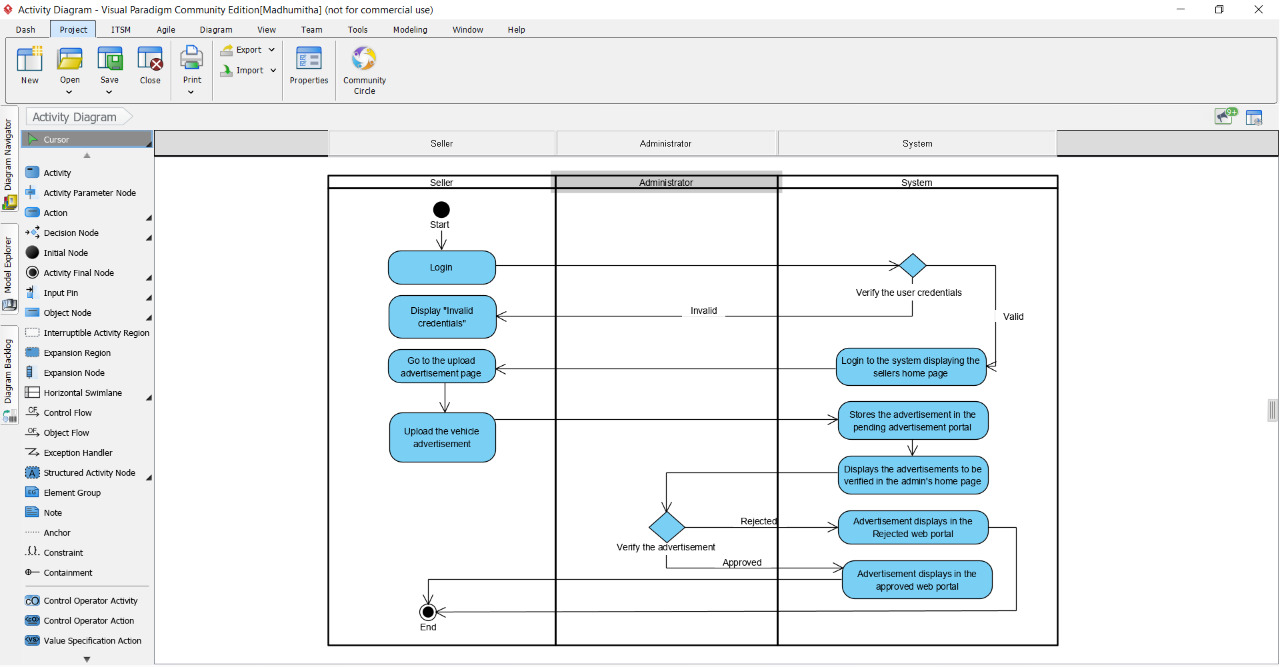 Activity Diagram - Visual Paradigm Community Edition[Madhumitha] (not for commercial use)
Dash Project ITSM Agile Diagram View Team Tools Modeling Window Help
New Open Save Close Print Export Import Properties Community
Circle
Activity Diagram
9+
Diagram Navigator
Model Explorer
Diagram Backlog
Cursor
Activity
Activity Parameter Node
Action
Decision Node
Initial Node
Activity Final Node
Input Pin
Object Node
Interruptible Activity Region
Expansion Region
Expansion Node
Horizontal Swimlane
CF Control Flow
OF Object Flow
Exception Handler
A Structured Activity Node
EG Element Group
Note
Anchor
Constraint
Containment
Control Operator Activity
Control Operator Action
Value Specification Action
Seller Administrator System
Seller Administrator System
Start
Login
Verify the user credentials
Display "Invalid
credentials"
Invalid
Valid
Go to the upload
advertisement page
Login to the system displaying the
sellers home page
Upload the vehicle
advertisement
Stores the advertisement in the
pending advertisement portal
Displays the advertisements to be
verified in the admin's home page
Rejected
Advertisement displays in the
Rejected web portal
Verify the advertisement
Approved
Advertisement displays in the
approved web portal
End